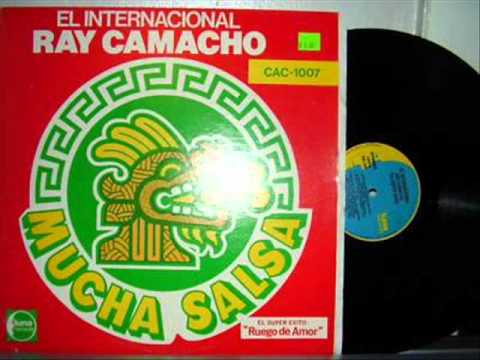 EL INTERNACIONAL
RAY CAMACHO
CAC-1007
MUCHA SALSA
EL SUPER EXITO:
"Ruego de Amor"